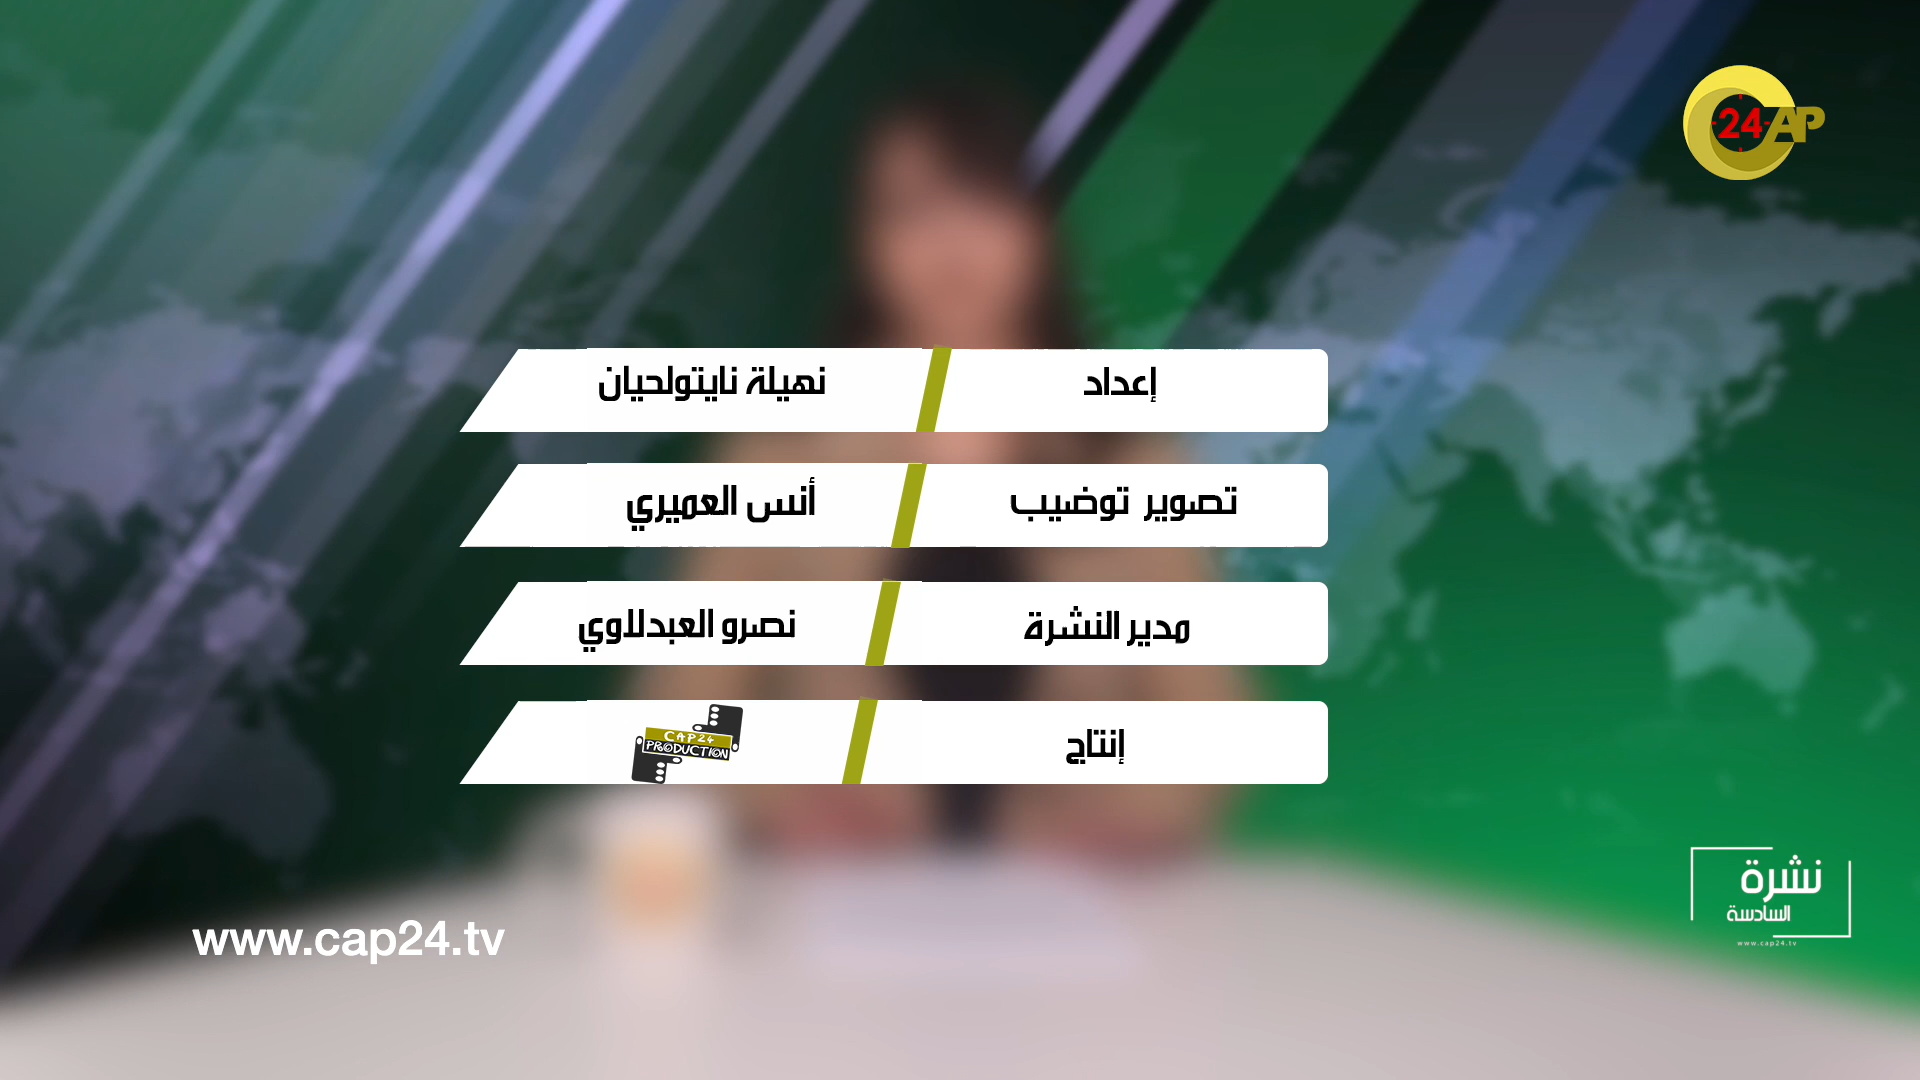 24 CAP
إعداد نهيلة نايتولحيان
تصوير توضيب أنس العميري
مدير النشرة نصرو العبدلاوي
إنتاج CAP24
PRODUCTION
نشرة
السادسة
www.cap24.tv
www.cap24.tv